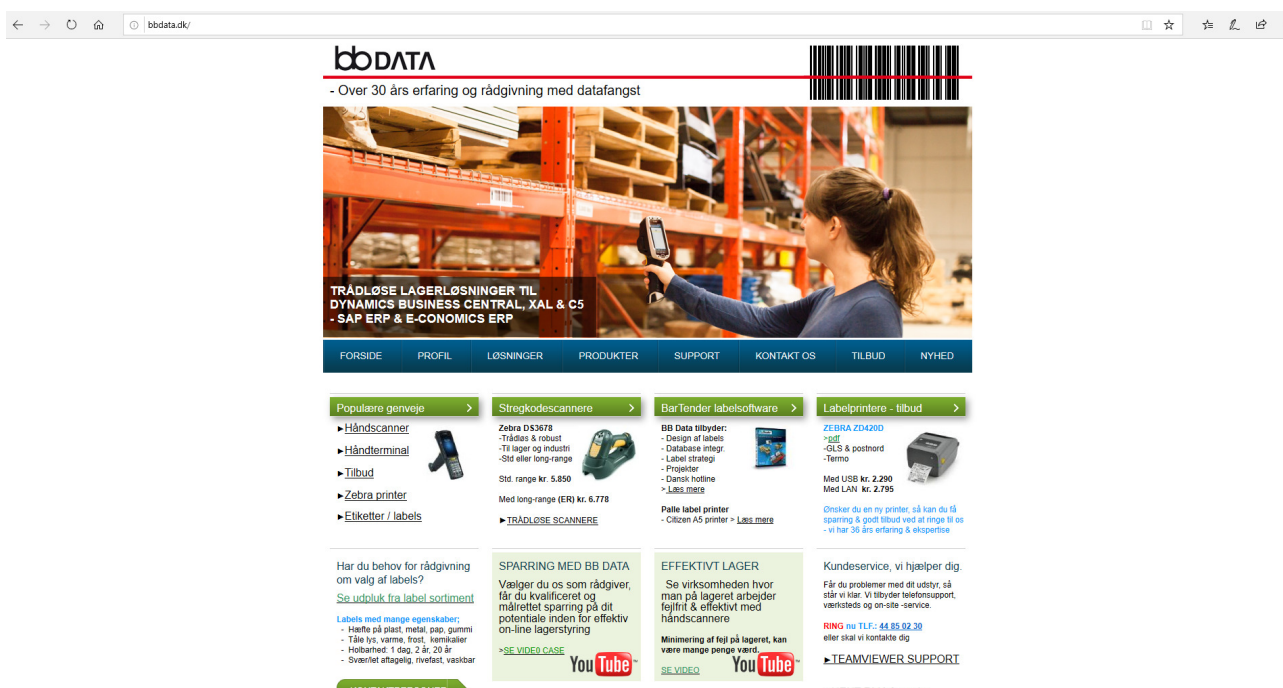 bbdata.dk/
bb DATA
- Over 30 års erfaring og rådgivning med datafangst
TRÅDLØSE LAGERLØSNINGER TIL
DYNAMICS BUSINESS CENTRAL, XAL & C5
- SAP ERP & E-CONOMICS ERP
FORSIDE PROFIL LØSNINGER PRODUKTER SUPPORT KONTAKT OS TILBUD NYHED
Populære genveje >
►Håndscanner
►Håndterminal
►Tilbud
►Zebra printer
►Etiketter / labels
Stregkodescannere >
Zebra DS3678
-Trådløs & robust
-Til lager og industri
-Std eller long-range
Std. range kr. 5.850
Med long-range (ER) kr. 6.778
►TRÅDLØSE SCANNERE
BarTender labelsoftware >
BB Data tilbyder:
- Design af labels
- Database integr.
- Label strategi
- Projekter
- Dansk hotline
> Læs mere
Palle label printer
- Citizen A5 printer > Læs mere
Labelprintere - tilbud >
ZEBRA ZD420D
>pdf
-GLS & postnord
-Termo
Med USB kr. 2.290
Med LAN kr. 2.795
Ønsker du en ny printer, så kan du få
sparring & godt tilbud ved at ringe til os
- vi har 36 års erfaring & ekspertise
Har du behov for rådgivning
om valg af labels?
Se udpluk fra label sortiment
Labels med mange egenskaber;
- Hæfte på plast, metal, pap, gummi
- Tåle lys, varme, frost, kemikalier
- Holbarhed: 1 dag, 2 år, 20 år
- Svær/let aftagelig, rivefast, vaskbar
SPARRING MED BB DATA
Vælger du os som rådgiver,
får du kvalificeret og
målrettet sparring på dit
potentiale inden for effektiv
on-line lagerstyring
>SE VIDEO CASE
You Tube
EFFEKTIVT LAGER
Se virksomheden hvor
man på lageret arbejder
fejlfrit & effektivt med
håndscannere
Minimering af fejl på lageret, kan
være mange penge værd.
SE VIDEO
You Tube
Kundeservice, vi hjælper dig.
Får du problemer med dit udstyr, så
står vi klar. Vi tilbyder telefonsupport,
værksteds og on-site -service.
RING nu TLF.: 44 85 02 30
eller skal vi kontakte dig
►TEAMVIEWER SUPPORT